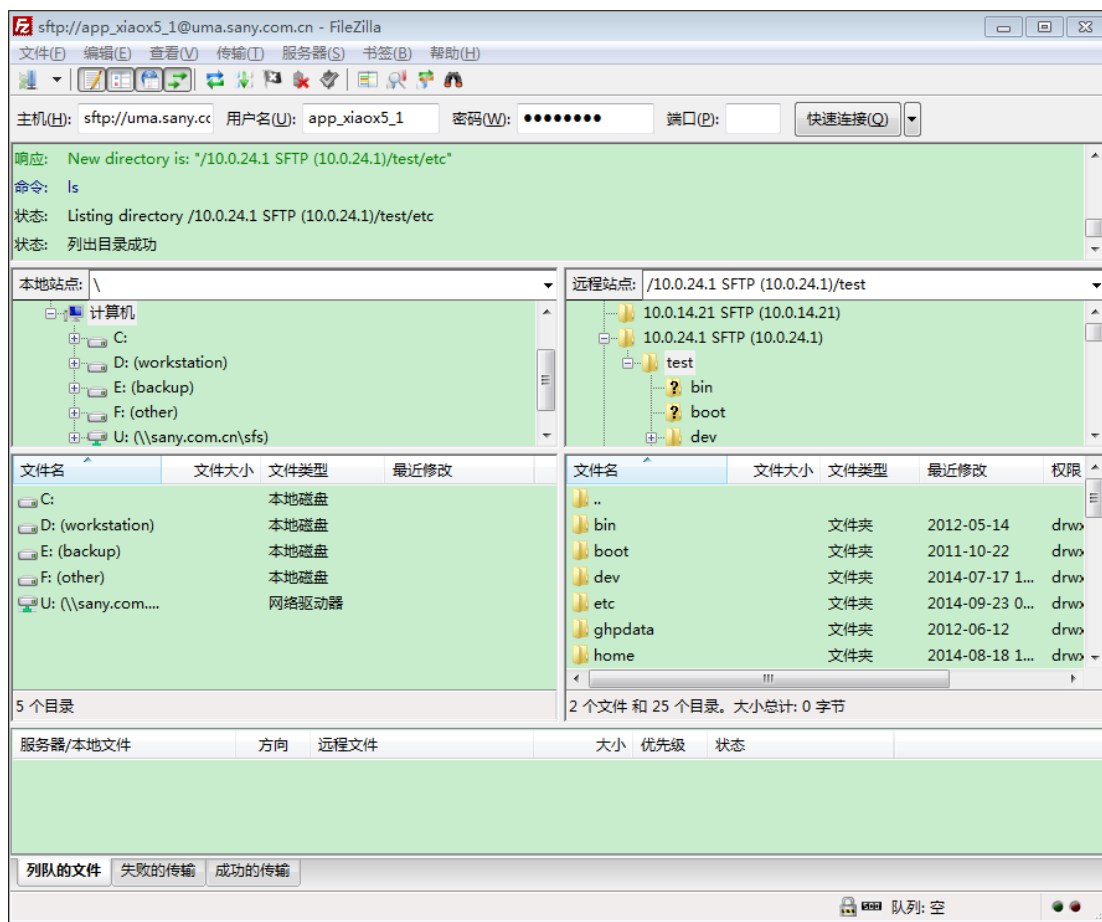 sftp://app_xiaox5_1@uma.sany.com.cn - FileZilla
文件(F) 编辑(E) 查看(V) 传输(T) 服务器(S) 书签(B) 帮助(H)
主机(H): sftp://uma.sany.cc 用户名(U): app_xiaox5_1 密码(W): ●●●●●●●● 端口(P): 快速连接(Q)
响应: New directory is: "/10.0.24.1 SFTP (10.0.24.1)/test/etc"
命令: ls
状态: Listing directory /10.0.24.1 SFTP (10.0.24.1)/test/etc
状态: 列出目录成功
本地站点: \
计算机
C:
D: (workstation)
E: (backup)
F: (other)
U: (\\sany.com.cn\sfs)
远程站点: /10.0.24.1 SFTP (10.0.24.1)/test
10.0.14.21 SFTP (10.0.14.21)
10.0.24.1 SFTP (10.0.24.1)
test
bin
boot
dev
文件名 文件大小 文件类型 最近修改
C: 本地磁盘
D: (workstation) 本地磁盘
E: (backup) 本地磁盘
F: (other) 本地磁盘
U: (\\sany.com.... 网络驱动器
5 个目录
文件名 文件大小 文件类型 最近修改 权限
..
bin 文件夹 2012-05-14 drwx
boot 文件夹 2011-10-22 drwx
dev 文件夹 2014-07-17 1... drwx
etc 文件夹 2014-09-23 0... drwx
ghpdata 文件夹 2012-06-12 drwx
home 文件夹 2014-08-18 1... drwx
2 个文件 和 25 个目录。大小总计: 0 字节
服务器/本地文件 方向 远程文件 大小 优先级 状态
列队的文件 失败的传输 成功的传输
队列: 空